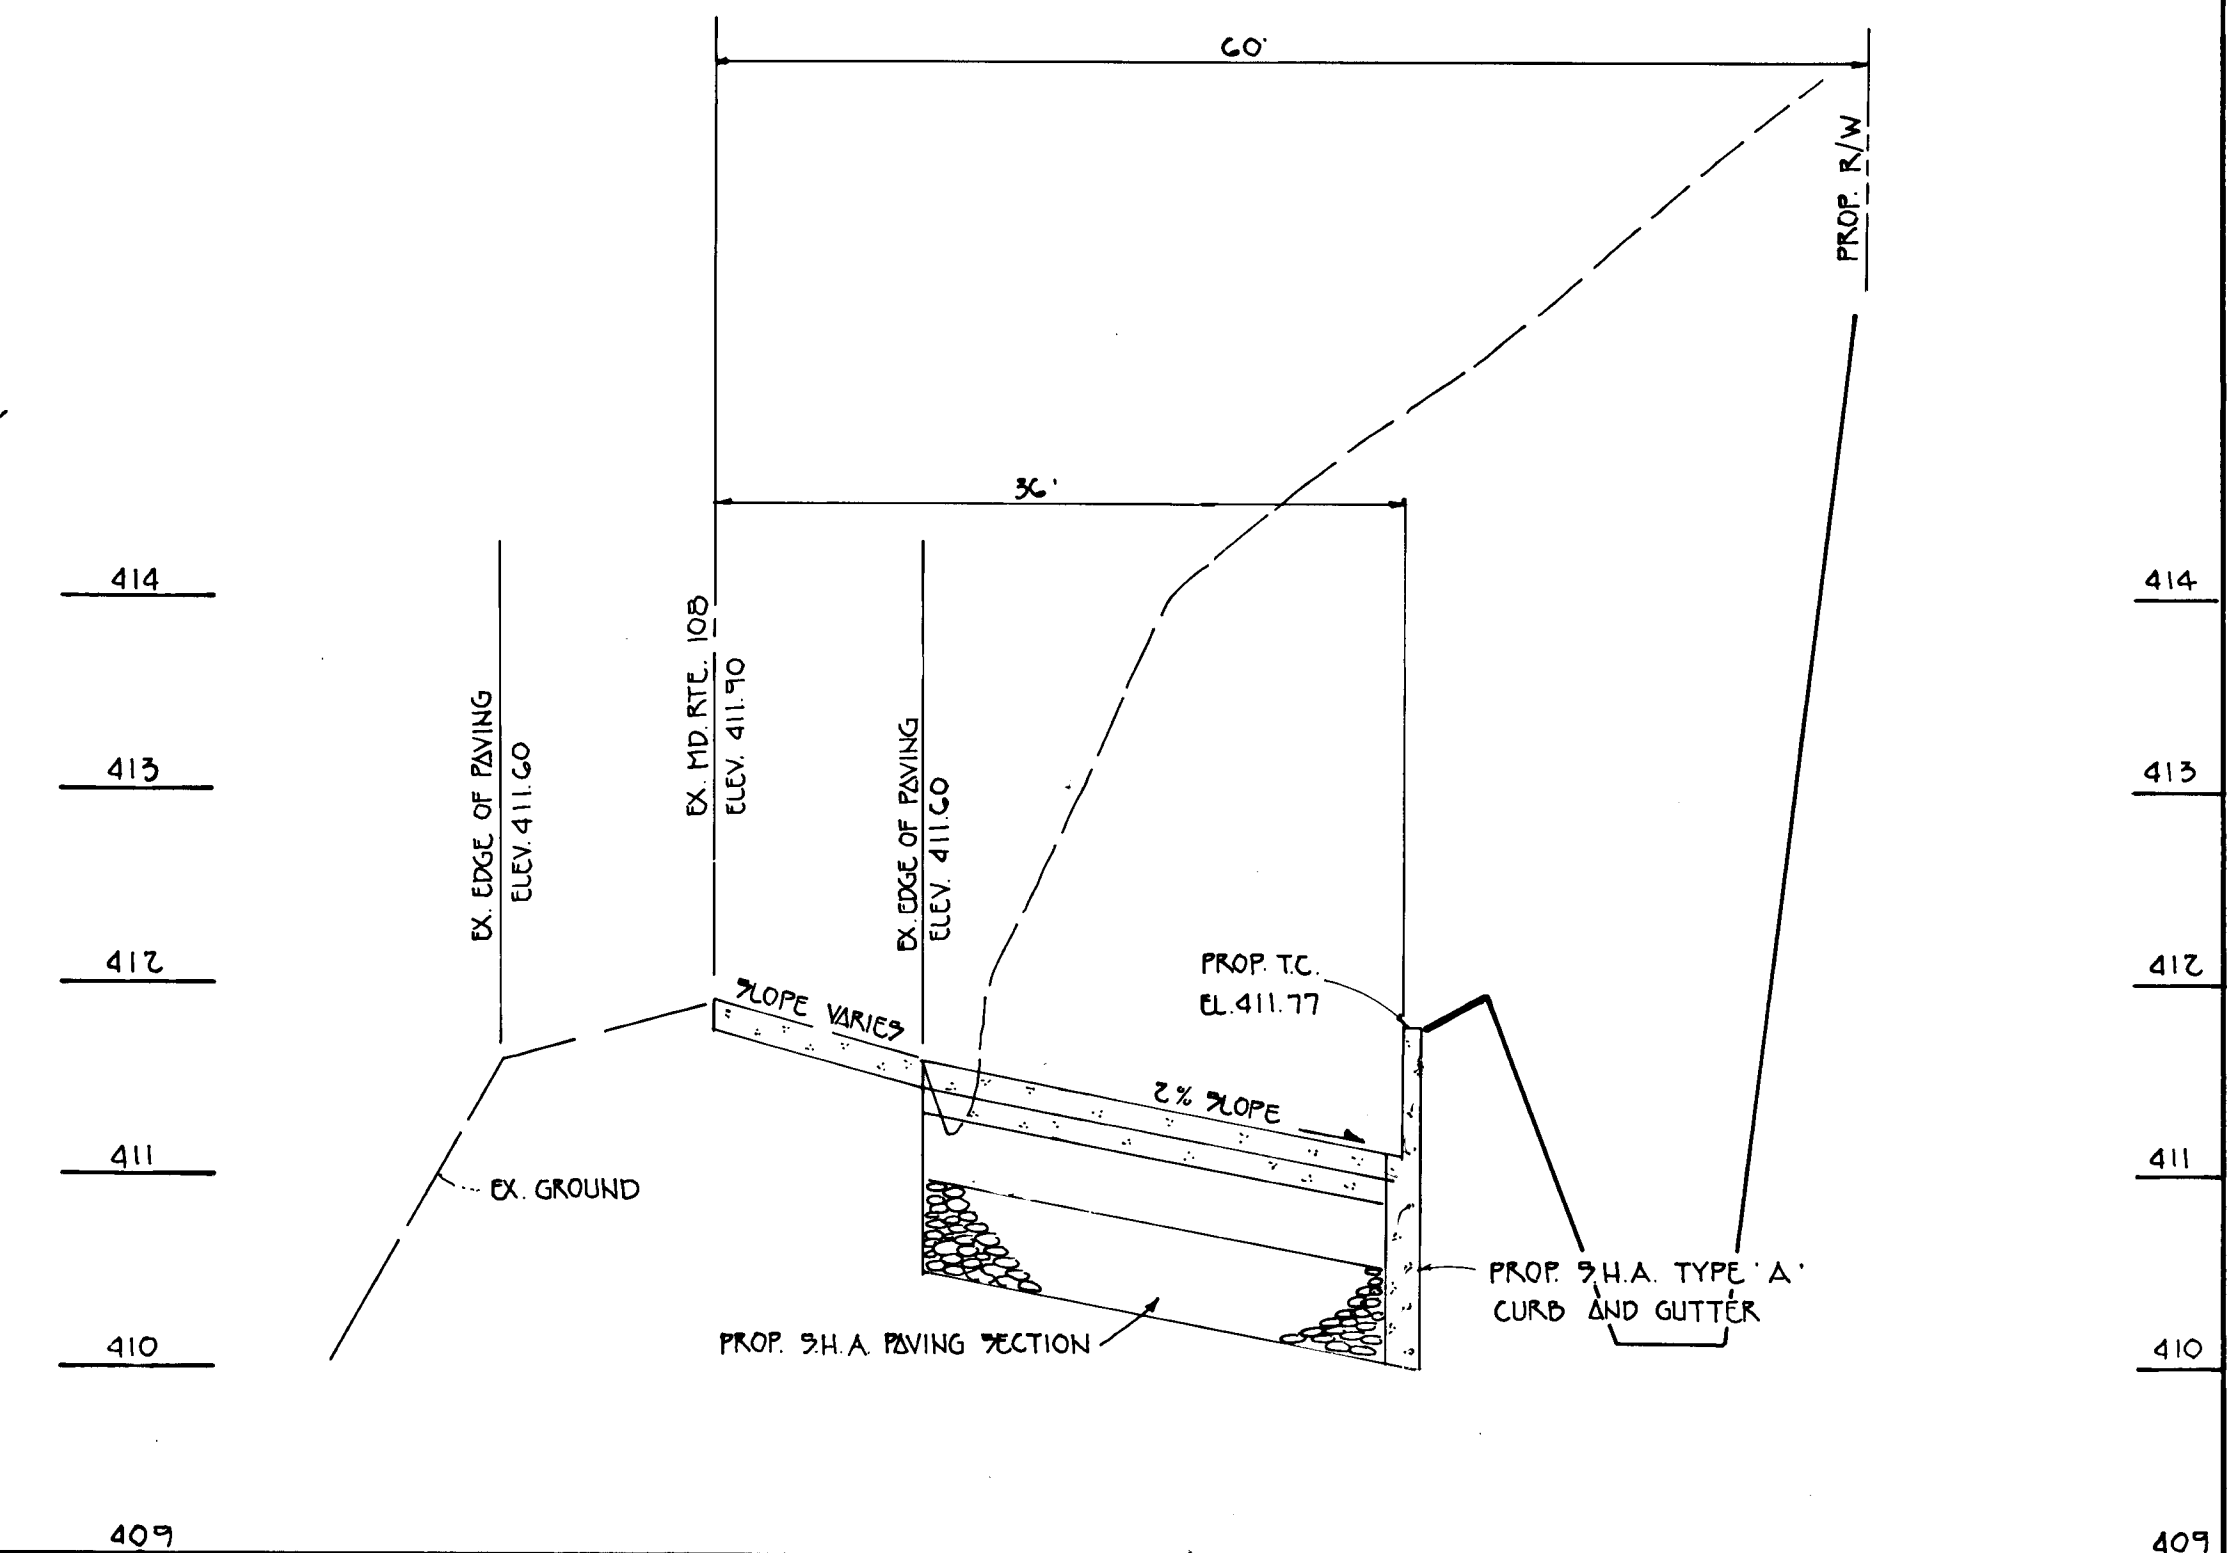 60'
PROP. R/W
36'
414
414
413
413
412
412
411
411
410
410
409
409
EX. EDGE OF PAVING
ELEV. 411.60
EX. MD. RTE. 108
ELEV. 411.90
EX. EDGE OF PAVING
ELEV. 411.60
SLOPE VARIES
PROP. T.C.
EL. 411.77
2% SLOPE
EX. GROUND
PROP. S.H.A. TYPE 'A'
CURB AND GUTTER
PROP. S.H.A. PAVING SECTION